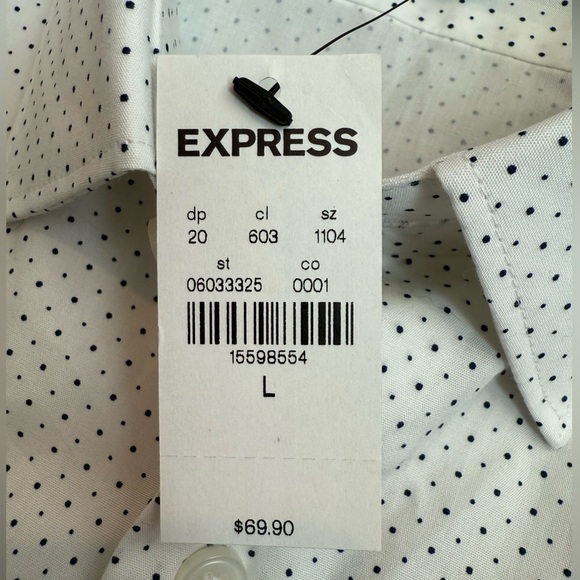 EXPRESS
dp cl sz
20 603 1104
st co
06033325 0001
15598554
L
$69.90